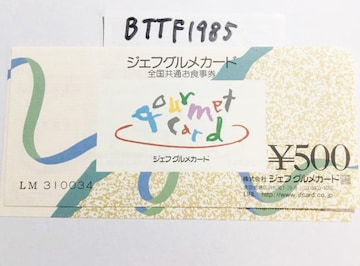 BTTF1985
ジェフグルメカード
全国共通お食事券
gourmet
card
ジェフグルメカード
¥500
LM 310034
株式会社 ジェフグルメカード
URL http://www.jfcard.co.jp